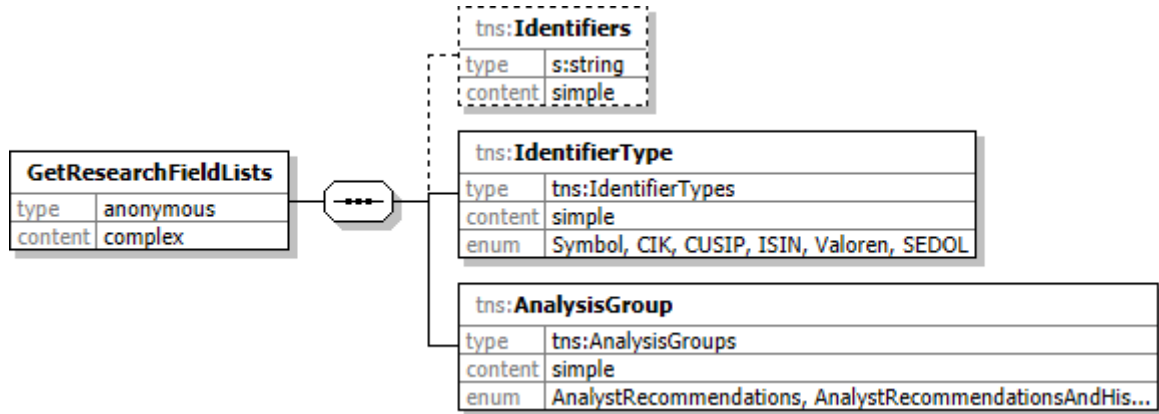 tns:Identifiers
type s:string
content simple
GetResearchFieldLists
type anonymous
content complex
tns:IdentifierType
type tns:IdentifierTypes
content simple
enum Symbol, CIK, CUSIP, ISIN, Valoren, SEDOL
tns:AnalysisGroup
type tns:AnalysisGroups
content simple
enum AnalystRecommendations, AnalystRecommendationsAndHis...